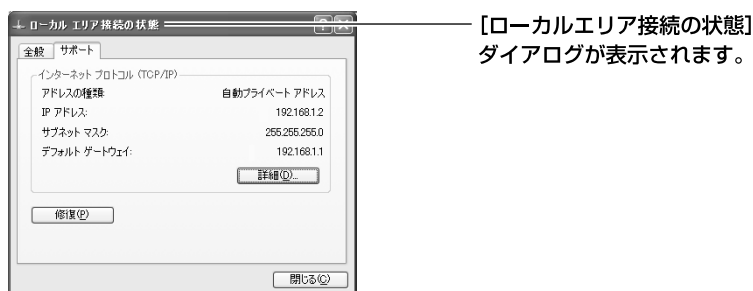 ローカル エリア接続の状態
[ローカルエリア接続の状態]
ダイアログが表示されます。
全般 サポート
インターネット プロトコル (TCP/IP)
アドレスの種類: 自動プライベート アドレス
IP アドレス: 192.168.1.2
サブネット マスク: 255.255.255.0
デフォルト ゲートウェイ: 192.168.1.1
詳細(D)...
修復(P)
閉じる(C)